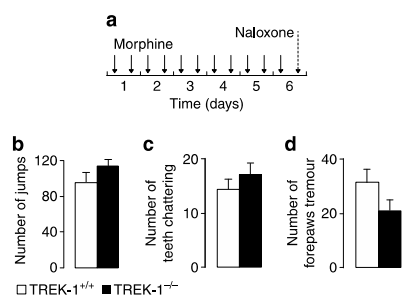 a
Morphine
Naloxone
1 2 3 4 5 6
Time (days)
b
Number of jumps
120
80
40
0
c
Number of
teeth chattering
20
10
0
d
Number of
forepaws tremour
40
20
0
TREK-1+/+ TREK-1−/−